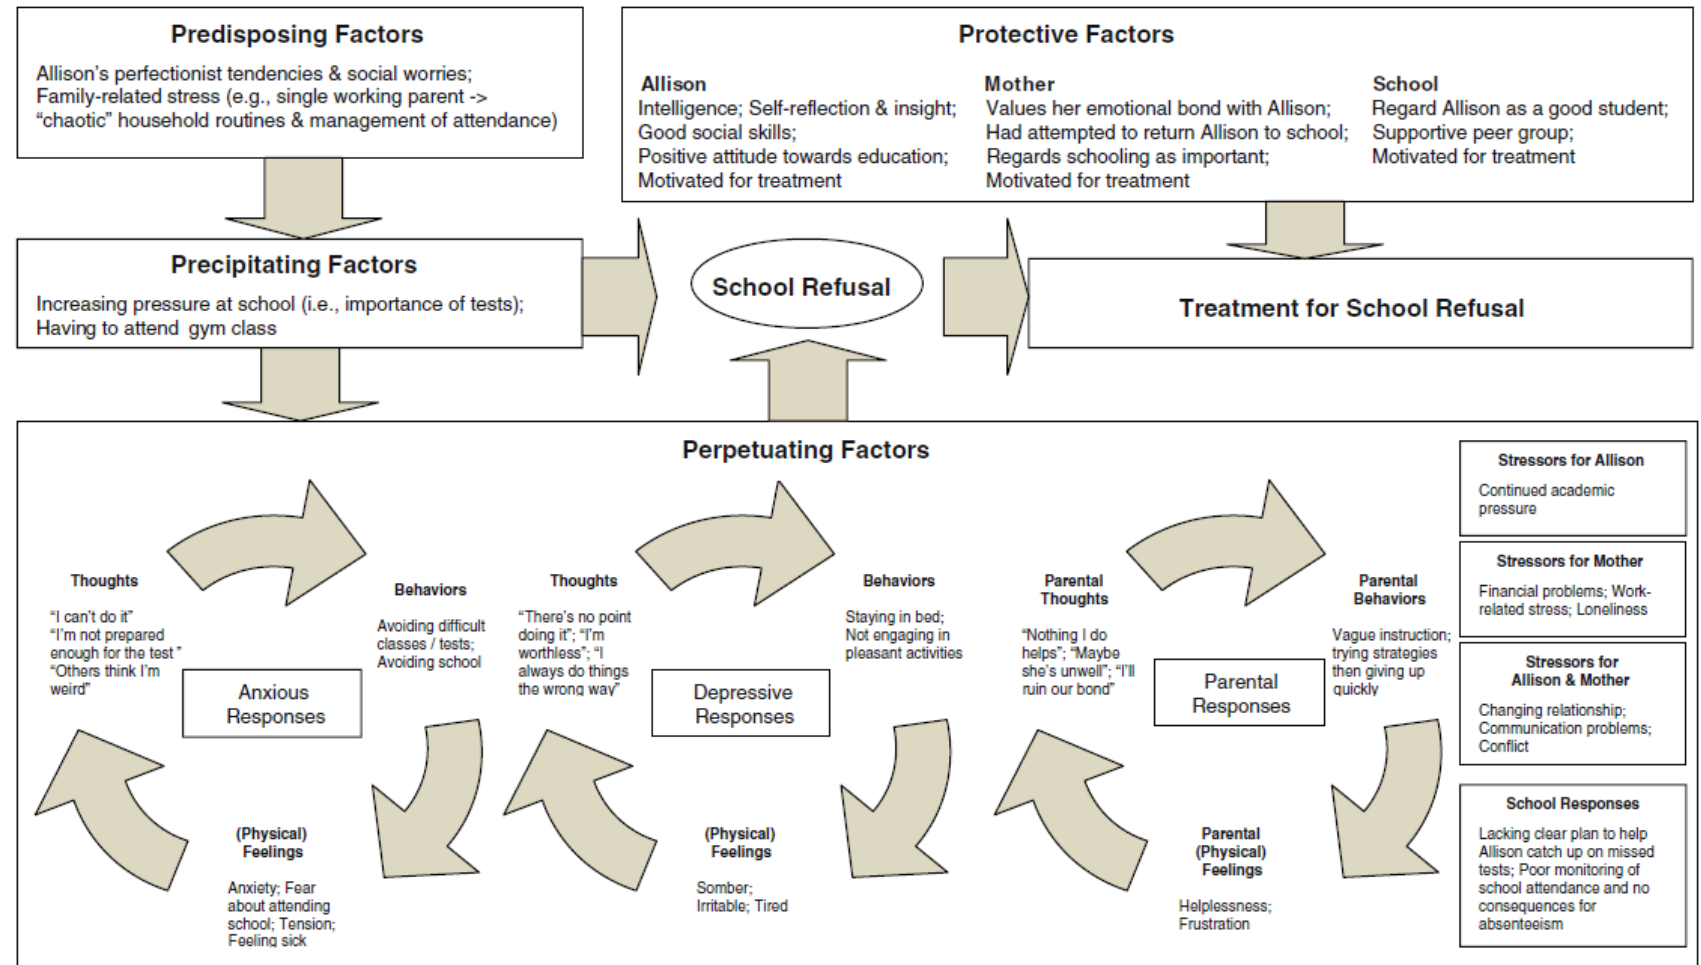 Predisposing Factors
Allison's perfectionist tendencies & social worries;
Family-related stress (e.g., single working parent ->
“chaotic” household routines & management of attendance)
Protective Factors
Allison
Intelligence; Self-reflection & insight;
Good social skills;
Positive attitude towards education;
Motivated for treatment
Mother
Values her emotional bond with Allison;
Had attempted to return Allison to school;
Regards schooling as important;
Motivated for treatment
School
Regard Allison as a good student;
Supportive peer group;
Motivated for treatment
Precipitating Factors
Increasing pressure at school (i.e., importance of tests);
Having to attend gym class
School Refusal
Treatment for School Refusal
Perpetuating Factors
Thoughts
“I can't do it”
“I'm not prepared
enough for the test ”
“Others think I'm
weird”
Behaviors
Avoiding difficult
classes / tests;
Avoiding school
Anxious
Responses
(Physical)
Feelings
Anxiety; Fear
about attending
school; Tension;
Feeling sick
Thoughts
“There's no point
doing it”; “I'm
worthless”; “I
always do things
the wrong way”
Behaviors
Staying in bed;
Not engaging in
pleasant activities
Depressive
Responses
(Physical)
Feelings
Somber;
Irritable; Tired
Parental
Thoughts
“Nothing I do
helps”; “Maybe
she's unwell”; “I'll
ruin our bond”
Parental
Behaviors
Vague instruction;
trying strategies
then giving up
quickly
Parental
Responses
Parental
(Physical)
Feelings
Helplessness;
Frustration
Stressors for Allison
Continued academic
pressure
Stressors for Mother
Financial problems; Work-
related stress; Loneliness
Stressors for
Allison & Mother
Changing relationship;
Communication problems;
Conflict
School Responses
Lacking clear plan to help
Allison catch up on missed
tests; Poor monitoring of
school attendance and no
consequences for
absenteeism